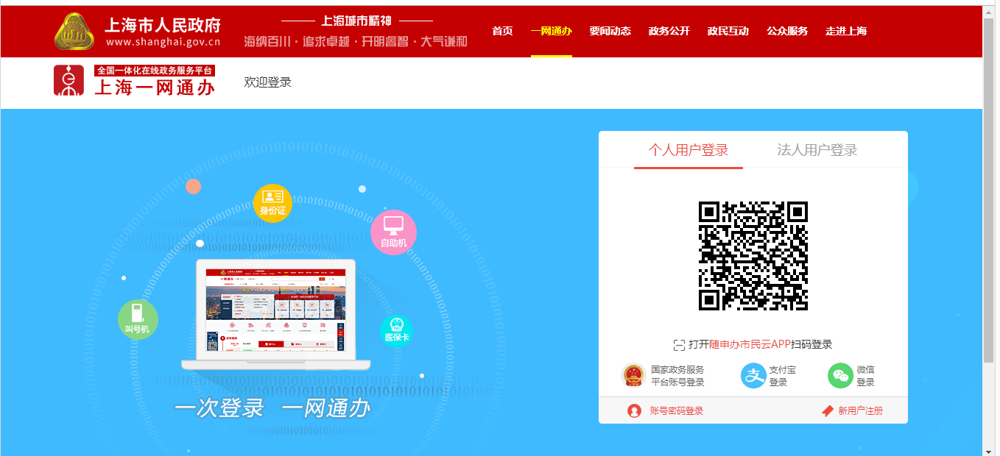 上海市人民政府
www.shanghai.gov.cn
上海城市精神
海纳百川·追求卓越·开明睿智·大气谦和
首页 一网通办 要闻动态 政务公开 政民互动 公众服务 走进上海
全国一体化在线政务服务平台
上海一网通办
欢迎登录
个人用户登录 法人用户登录
身份证
自助机
叫号机
医保卡
一次登录 一网通办
打开随申办市民云APP扫码登录
国家政务服务
平台账号登录
支付宝
登录
微信
登录
账号密码登录
新用户注册